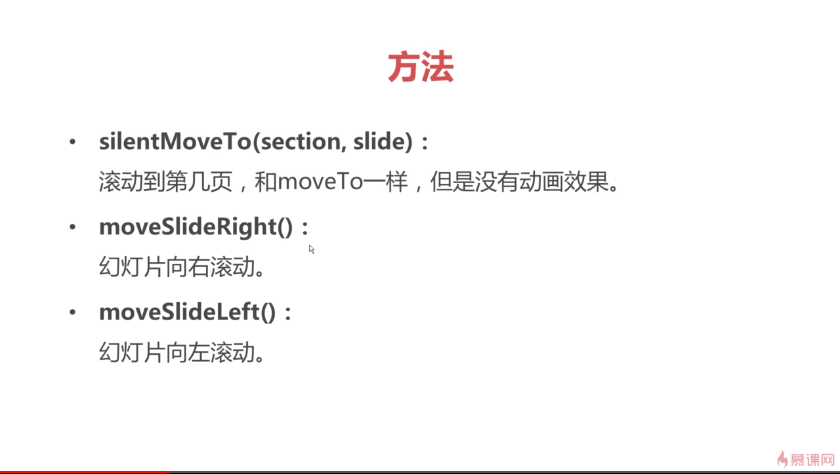 方法
• silentMoveTo(section, slide)：
滚动到第几页，和moveTo一样，但是没有动画效果。
• moveSlideRight()：
幻灯片向右滚动。
• moveSlideLeft()：
幻灯片向左滚动。
慕课网